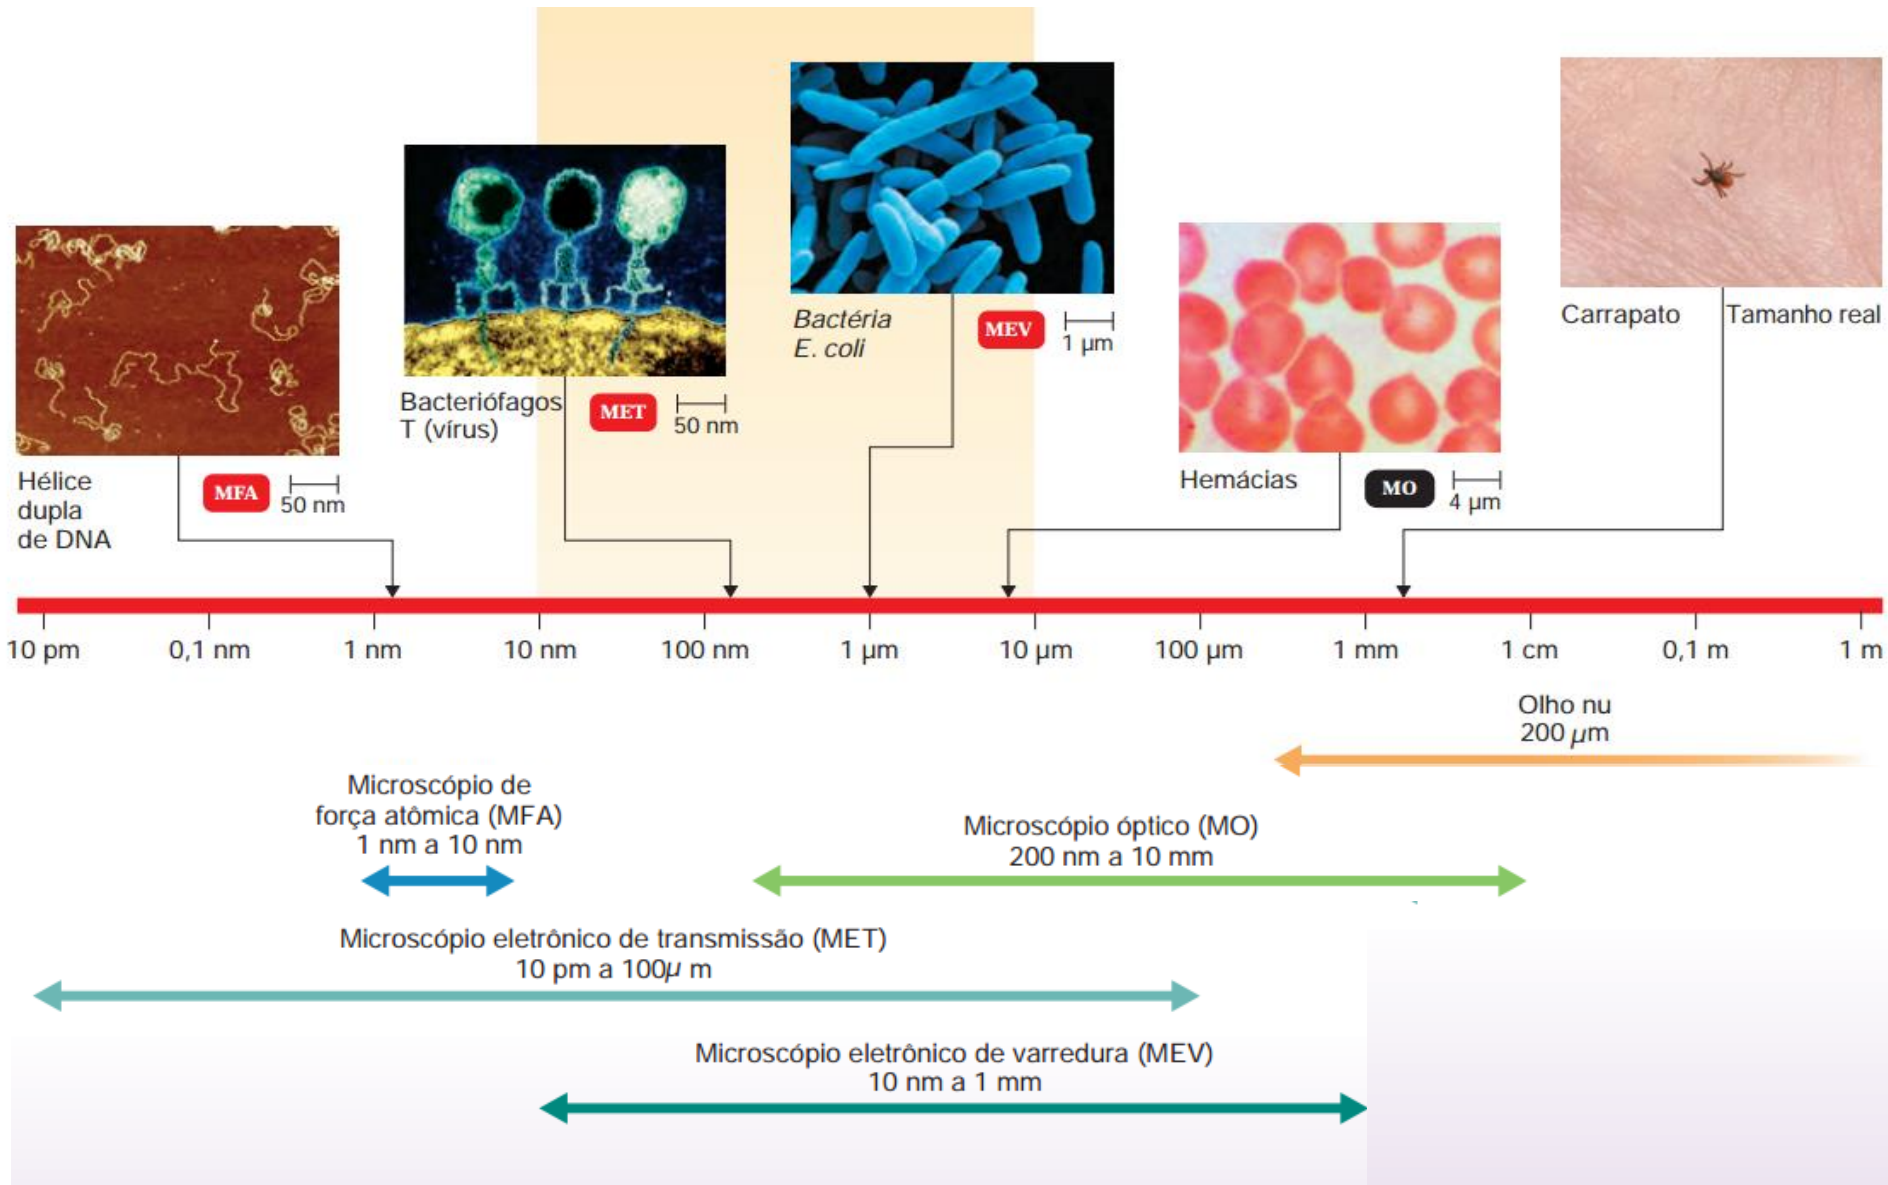 Hélice
dupla
de DNA
MFA
50 nm
Bacteriófagos
T (vírus)
MET
50 nm
Bactéria
E. coli
MEV
1 µm
Hemácias
MO
4 µm
Carrapato
Tamanho real
10 pm
0,1 nm
1 nm
10 nm
100 nm
1 µm
10 µm
100 µm
1 mm
1 cm
0,1 m
1 m
Olho nu
200 µm
Microscópio de
força atômica (MFA)
1 nm a 10 nm
Microscópio óptico (MO)
200 nm a 10 mm
Microscópio eletrônico de transmissão (MET)
10 pm a 100µ m
Microscópio eletrônico de varredura (MEV)
10 nm a 1 mm